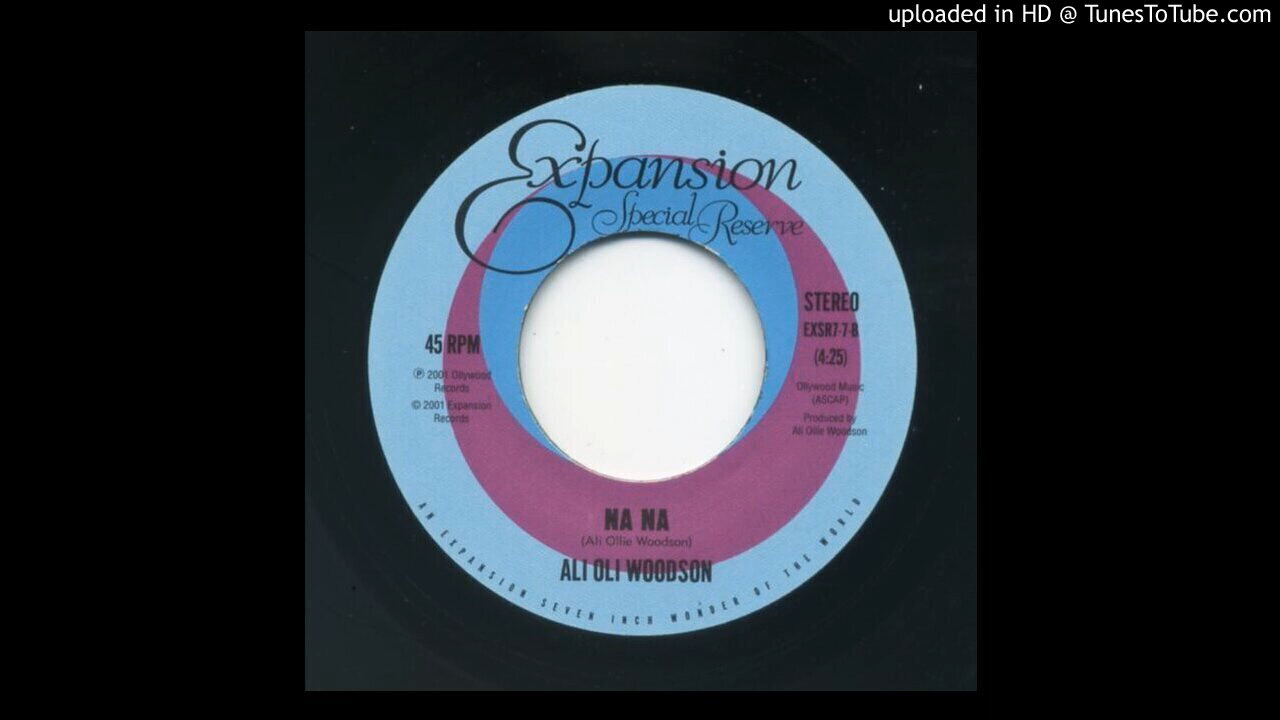 uploaded in HD @ TunesToTube.com
Expansion
Special Reserve
STEREO
EXSR7-7-B
(4:25)
Ollywood Music
(ASCAP)
Produced by
Ali Ollie Woodson
45 RPM
℗ 2001 Ollywood
Records
© 2001 Expansion
Records
NA NA
(Ali Ollie Woodson)
ALI OLI WOODSON
AN EXPANSION SEVEN INCH WONDER OF THE WORLD